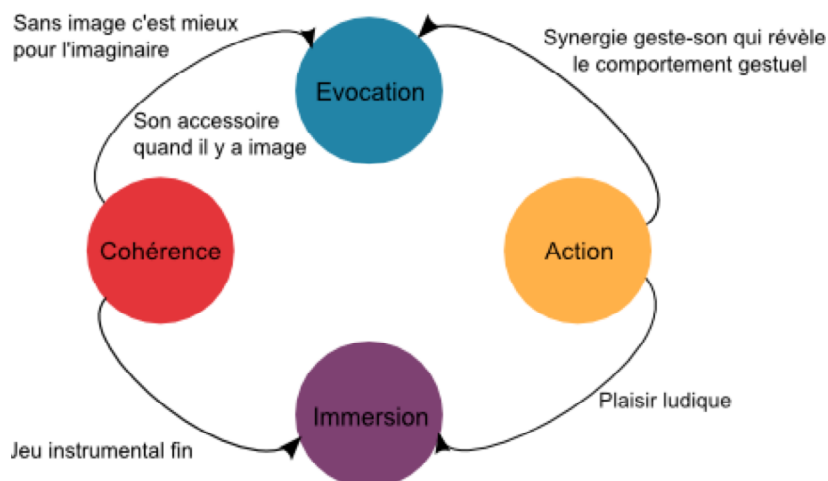 Sans image c'est mieux
pour l'imaginaire
Synergie geste-son qui révèle
le comportement gestuel
Evocation
Son accessoire
quand il y a image
Cohérence
Action
Immersion
Plaisir ludique
Jeu instrumental fin